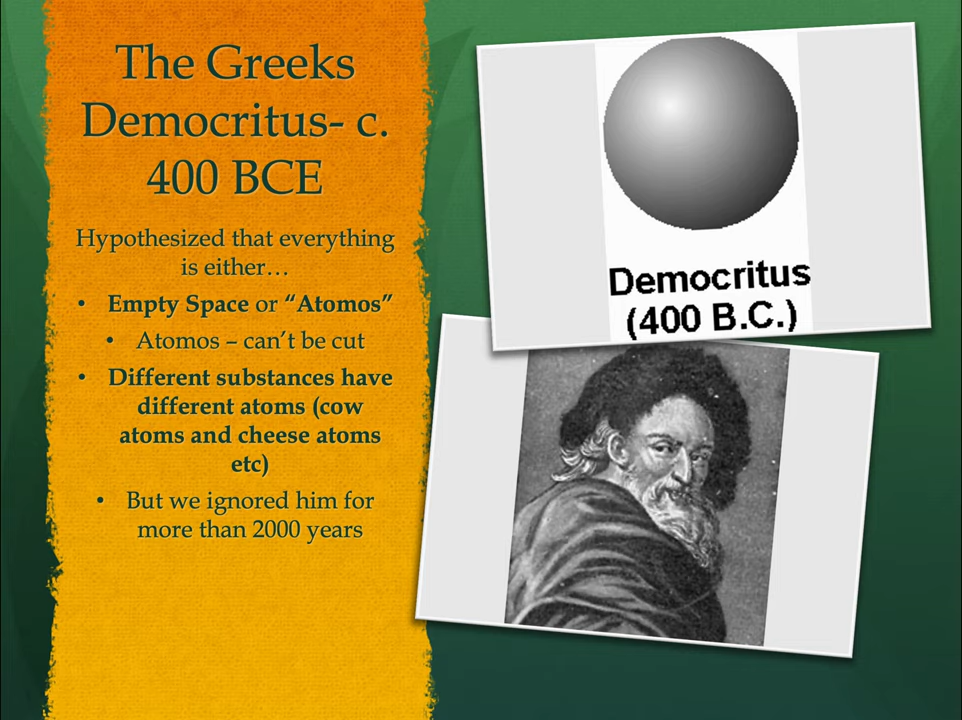 The Greeks
Democritus- c.
400 BCE
Hypothesized that everything
is either…
• Empty Space or “Atomos”
• Atomos – can’t be cut
• Different substances have
different atoms (cow
atoms and cheese atoms
etc)
• But we ignored him for
more than 2000 years
Democritus
(400 B.C.)